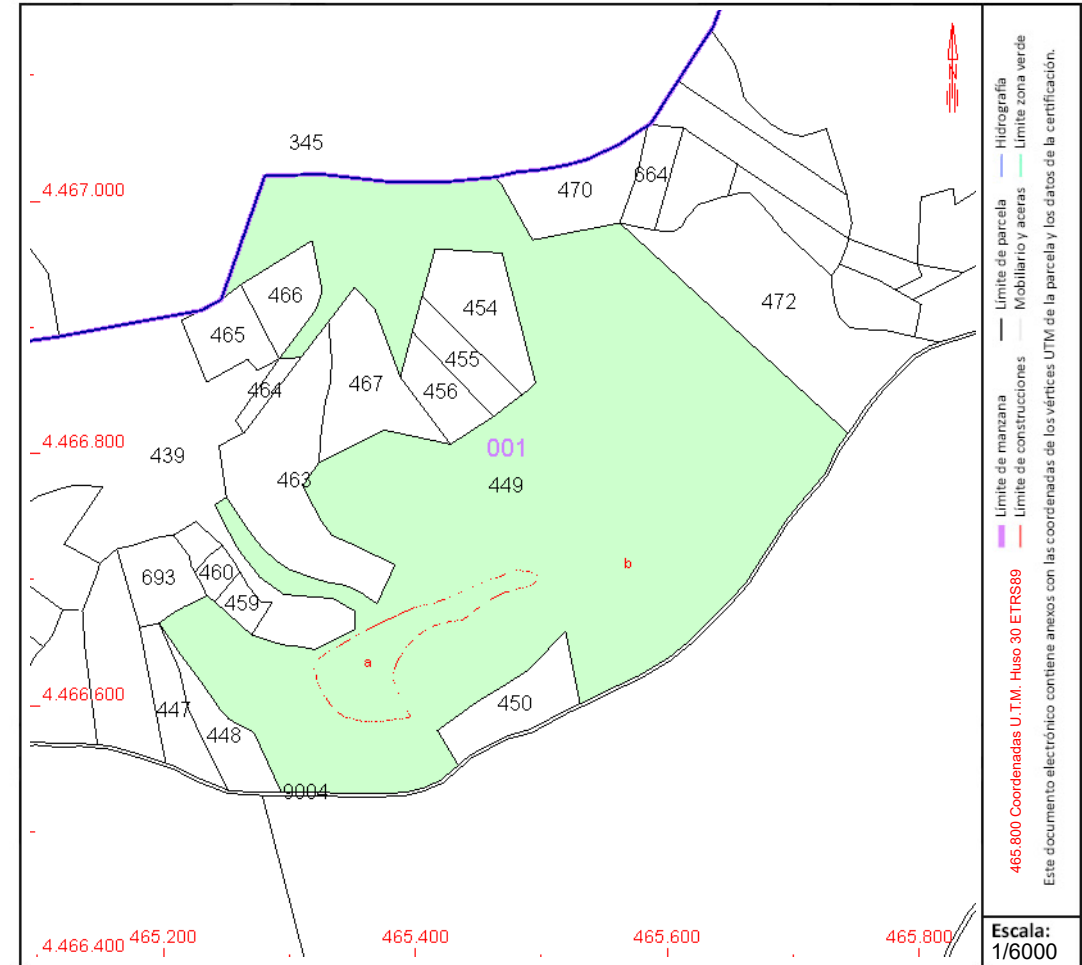 345
4.467.000
470
664
466
454
472
465
455
467
464
456
4.466.800
001
439
463
449
693
460
b
459
a
4.466.600
447
450
448
9004
4.466.400
465.200
465.400
465.600
465.800
N
Límite de manzana
Límite de parcela
Hidrografía
465.800 Coordenadas U.T.M. Huso 30 ETRS89
Límite de construcciones
Mobiliario y aceras
Límite zona verde
Este documento electrónico contiene anexos con las coordenadas de los vértices UTM de la parcela y los datos de la certificación.
Escala:
1/6000